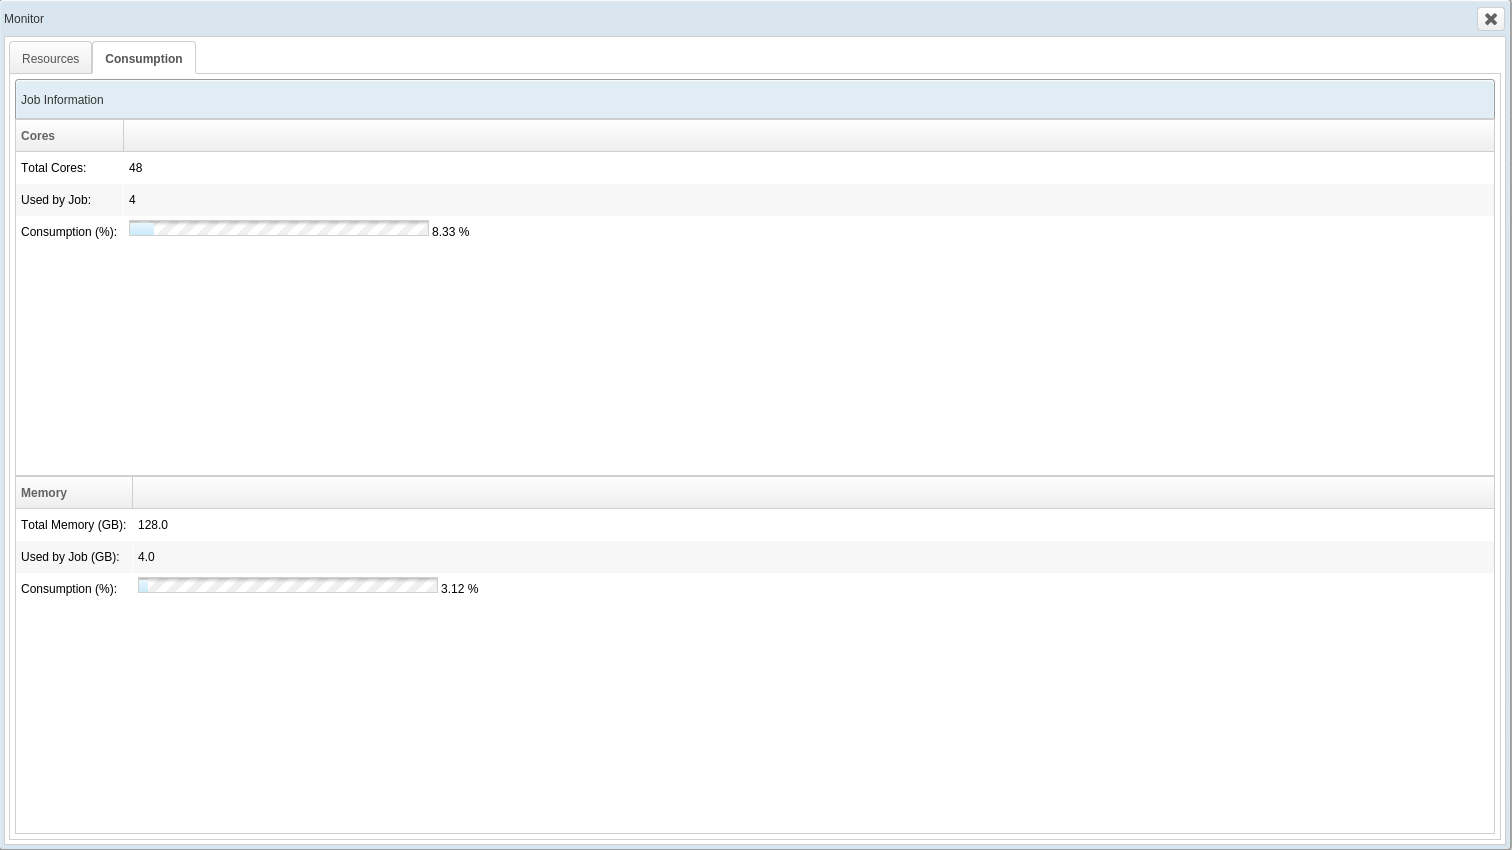 Monitor
Resources Consumption
Job Information
Cores
Total Cores: 48
Used by Job: 4
Consumption (%): 8.33 %
Memory
Total Memory (GB): 128.0
Used by Job (GB): 4.0
Consumption (%): 3.12 %